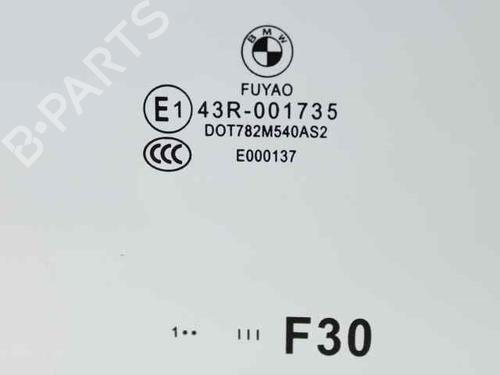 B-PARTS
BMW
FUYAO
E1 43R-001735
DOT782M540AS2
CCC E000137
1•• III F30